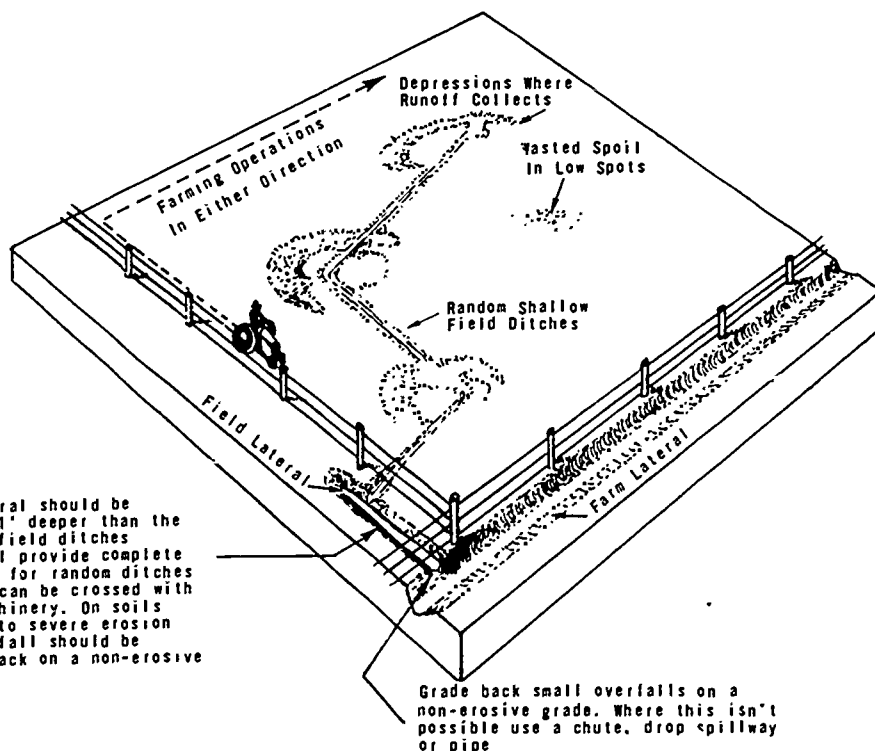 Depressions Where
Runoff Collects
.5
Wasted Spoil
In Low Spots
Farming Operations
In Either Direction
Random Shallow
Field Ditches
Field Lateral
Farm Lateral
ral should be
1' deeper than the
field ditches
l provide complete
for random ditches
can be crossed with
hinery. On soils
to severe erosion
fall should be
ack on a non-erosive
Grade back small overfalls on a
non-erosive grade. Where this isn't
possible use a chute, drop spillway
or pipe